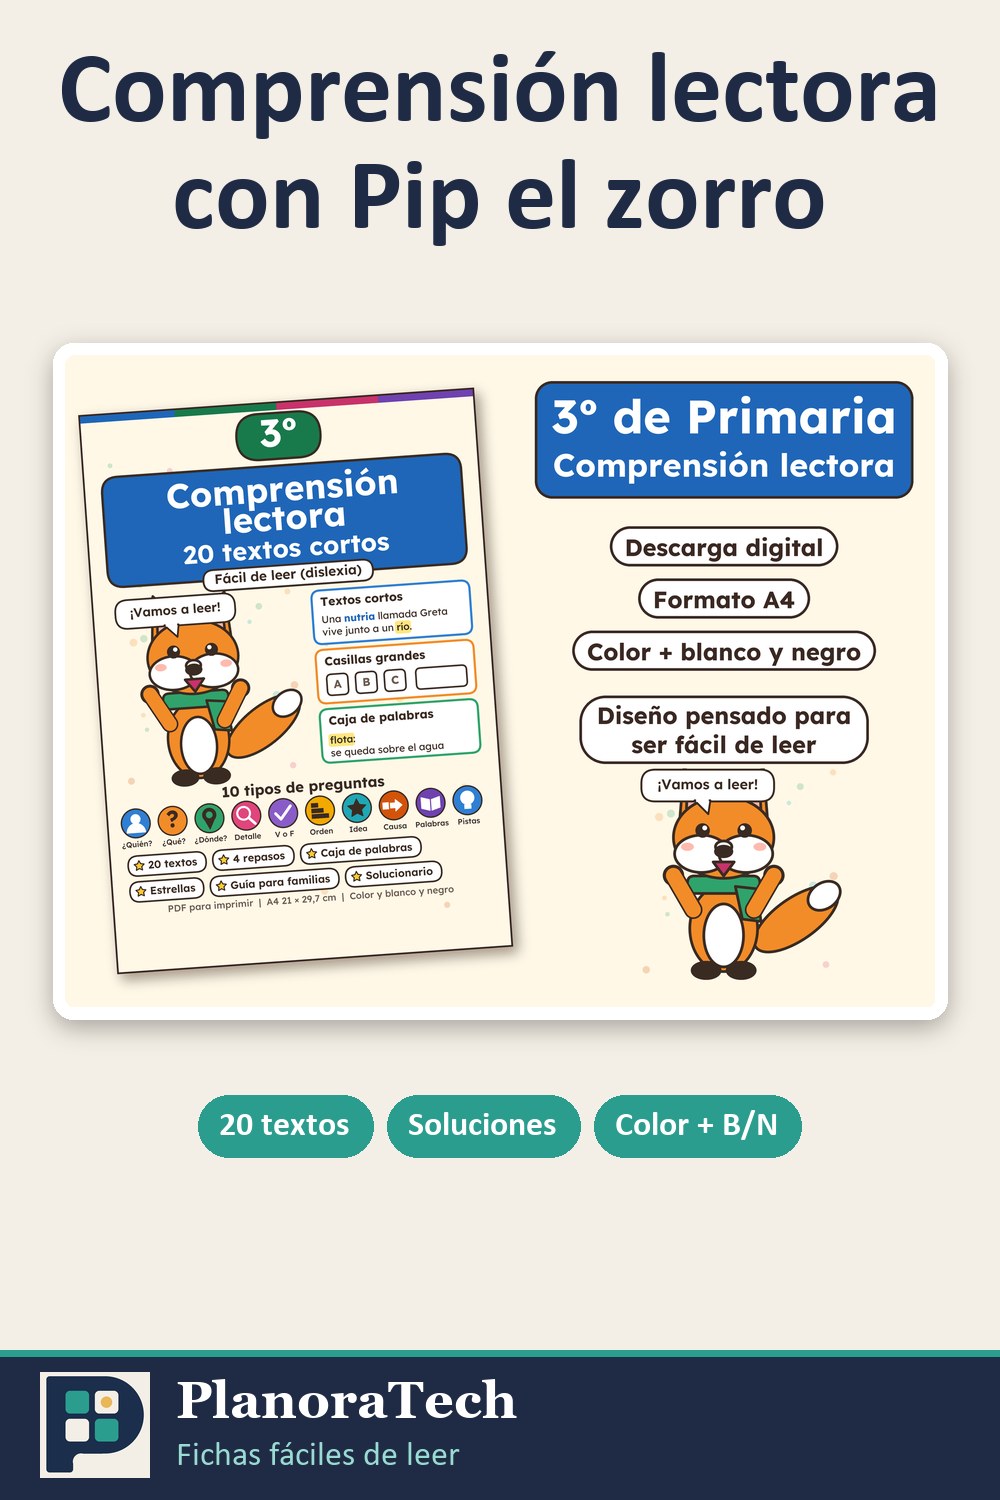 Comprensión lectora
con Pip el zorro
3º
Comprensión
lectora
20 textos cortos
Fácil de leer (dislexia)
¡Vamos a leer!
Textos cortos
Una nutria llamada Greta
vive junto a un río.
Casillas grandes
A B C
Caja de palabras
flota:
se queda sobre el agua
10 tipos de preguntas
¿Quién? ¿Qué? ¿Dónde? Detalle V o F Orden Idea Causa Palabras Pistas
20 textos 4 repasos Caja de palabras
Estrellas Guía para familias Solucionario
PDF para imprimir | A4 21 × 29,7 cm | Color y blanco y negro
3º de Primaria
Comprensión lectora
Descarga digital
Formato A4
Color + blanco y negro
Diseño pensado para
ser fácil de leer
¡Vamos a leer!
20 textos Soluciones Color + B/N
PlanoraTech
Fichas fáciles de leer